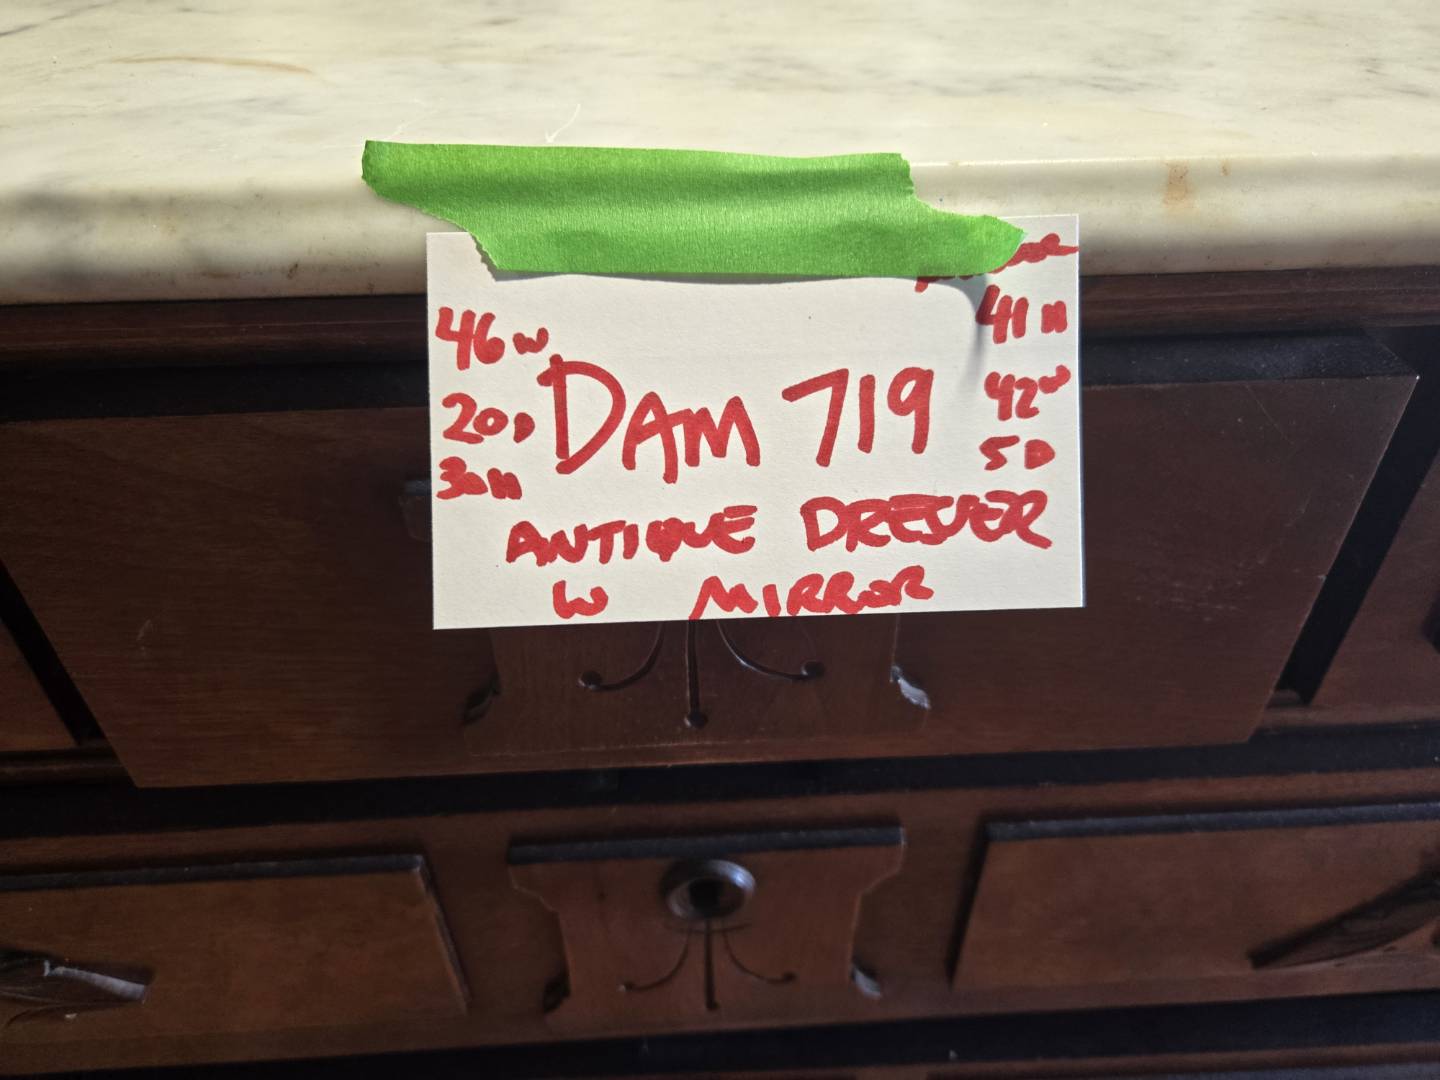 46W
20D
30H
DAM 719
41H
42W
5D
ANTIQUE DRESSER
W MIRROR